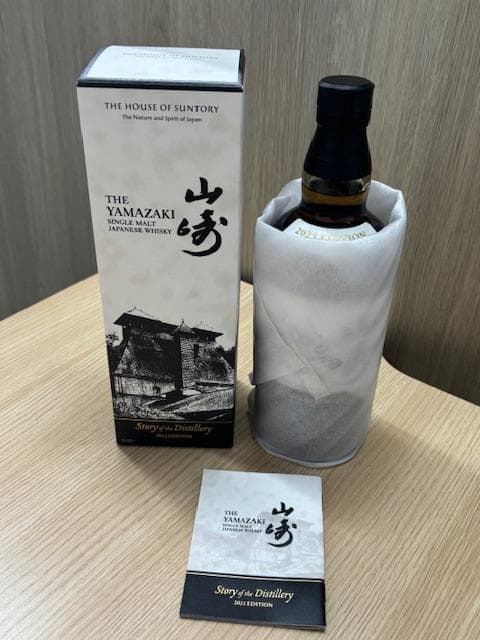 THE HOUSE OF SUNTORY
The Nature and Spirit of Japan
THE
YAMAZAKI
SINGLE MALT
JAPANESE WHISKY
山崎
Story of the Distillery
2025 EDITION
2025 EDITION
THE
YAMAZAKI
SINGLE MALT
JAPANESE WHISKY
山崎
Story of the Distillery
2025 EDITION